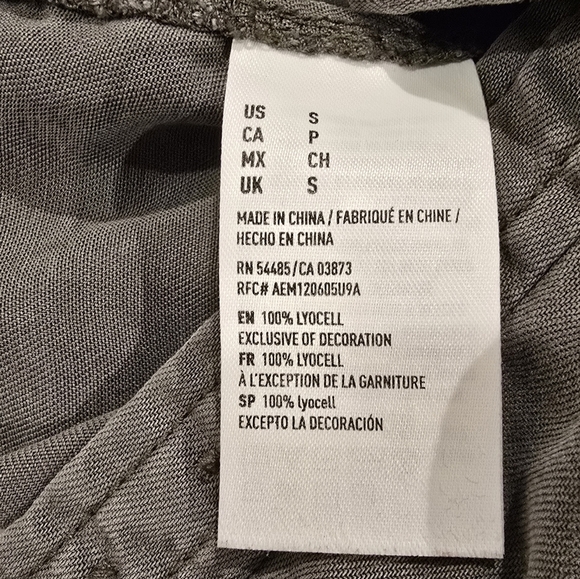 US S
CA P
MX CH
UK S
MADE IN CHINA / FABRIQUÉ EN CHINE /
HECHO EN CHINA
RN 54485/CA 03873
RFC# AEM120605U9A
EN 100% LYOCELL
EXCLUSIVE OF DECORATION
FR 100% LYOCELL
À L'EXCEPTION DE LA GARNITURE
SP 100% lyocell
EXCEPTO LA DECORACIÓN